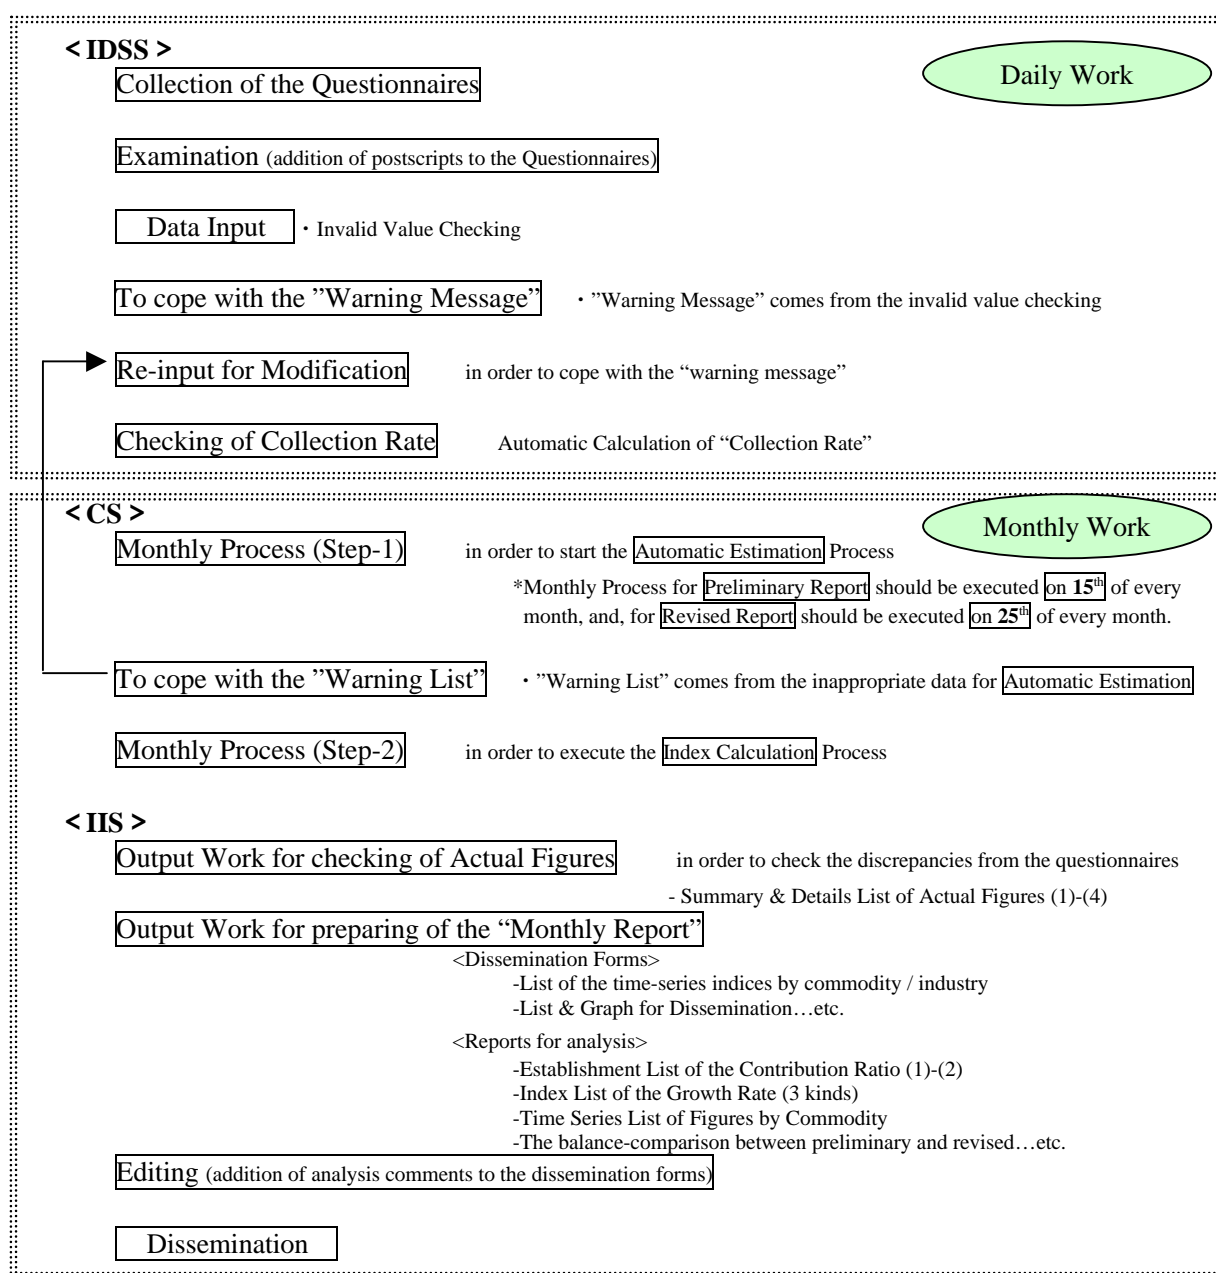 < IDSS >
Daily Work
Collection of the Questionnaires
Examination (addition of postscripts to the Questionnaires)
Data Input ・Invalid Value Checking
To cope with the ”Warning Message” ・”Warning Message” comes from the invalid value checking
Re-input for Modification in order to cope with the “warning message”
Checking of Collection Rate Automatic Calculation of “Collection Rate”
< CS >
Monthly Work
Monthly Process (Step-1) in order to start the Automatic Estimation Process
*Monthly Process for Preliminary Report should be executed on 15th of every
month, and, for Revised Report should be executed on 25th of every month.
To cope with the ”Warning List” ・”Warning List” comes from the inappropriate data for Automatic Estimation
Monthly Process (Step-2) in order to execute the Index Calculation Process
< IIS >
Output Work for checking of Actual Figures in order to check the discrepancies from the questionnaires
- Summary & Details List of Actual Figures (1)-(4)
Output Work for preparing of the “Monthly Report”
<Dissemination Forms>
-List of the time-series indices by commodity / industry
-List & Graph for Dissemination…etc.
<Reports for analysis>
-Establishment List of the Contribution Ratio (1)-(2)
-Index List of the Growth Rate (3 kinds)
-Time Series List of Figures by Commodity
-The balance-comparison between preliminary and revised…etc.
Editing (addition of analysis comments to the dissemination forms)
Dissemination